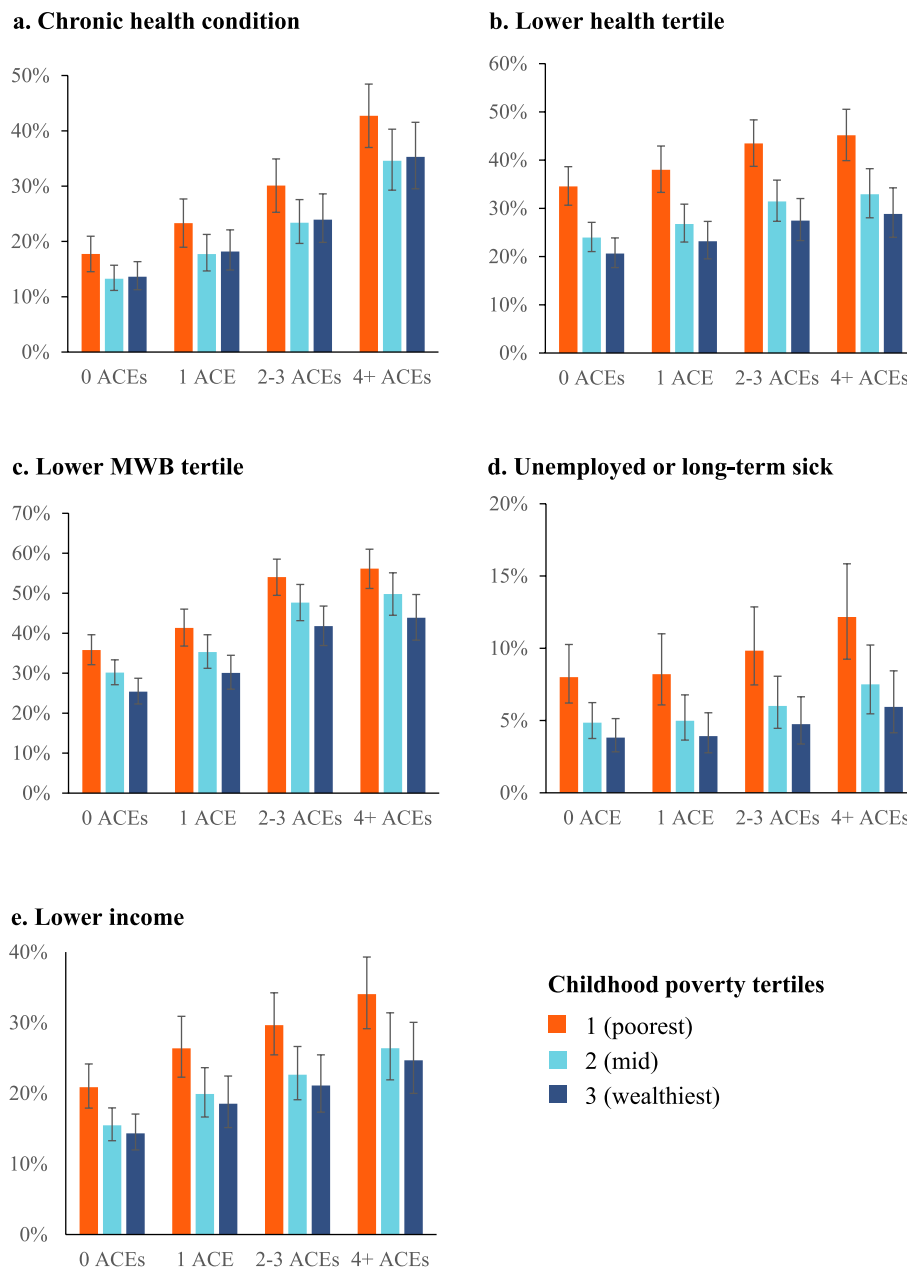 a. Chronic health condition
50%
40%
30%
20%
10%
0%
0 ACEs 1 ACE 2-3 ACEs 4+ ACEs
b. Lower health tertile
60%
50%
40%
30%
20%
10%
0%
0 ACEs 1 ACE 2-3 ACEs 4+ ACEs
c. Lower MWB tertile
70%
60%
50%
40%
30%
20%
10%
0%
0 ACEs 1 ACE 2-3 ACEs 4+ ACEs
d. Unemployed or long-term sick
20%
15%
10%
5%
0%
0 ACE 1 ACE 2-3 ACEs 4+ ACEs
e. Lower income
40%
30%
20%
10%
0%
0 ACEs 1 ACE 2-3 ACEs 4+ ACEs
Childhood poverty tertiles
1 (poorest)
2 (mid)
3 (wealthiest)